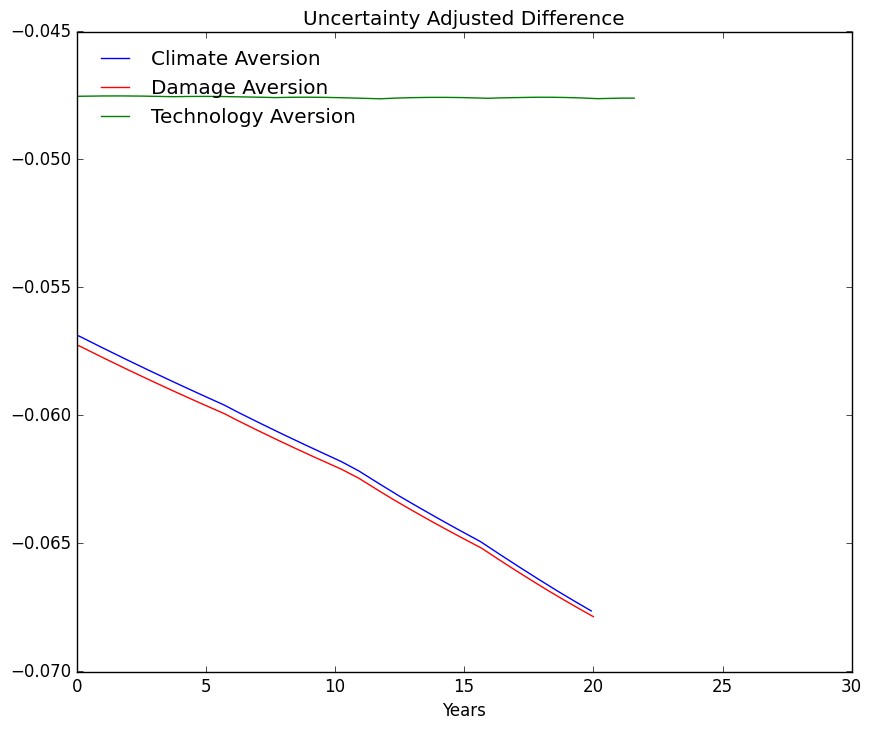 Uncertainty Adjusted Difference
−0.045
Climate Aversion
Damage Aversion
Technology Aversion
−0.050
−0.055
−0.060
−0.065
−0.070
0 5 10 15 20 25 30
Years